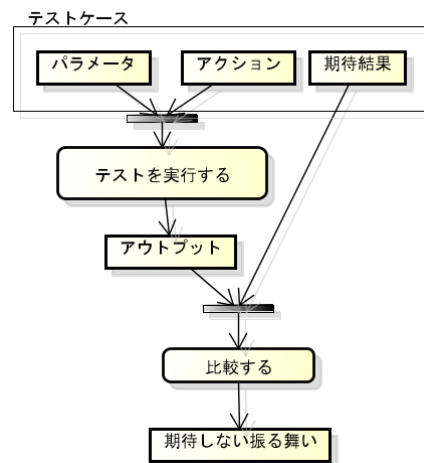 テストケース
パラメータ
アクション
期待結果
テストを実行する
アウトプット
比較する
期待しない振る舞い